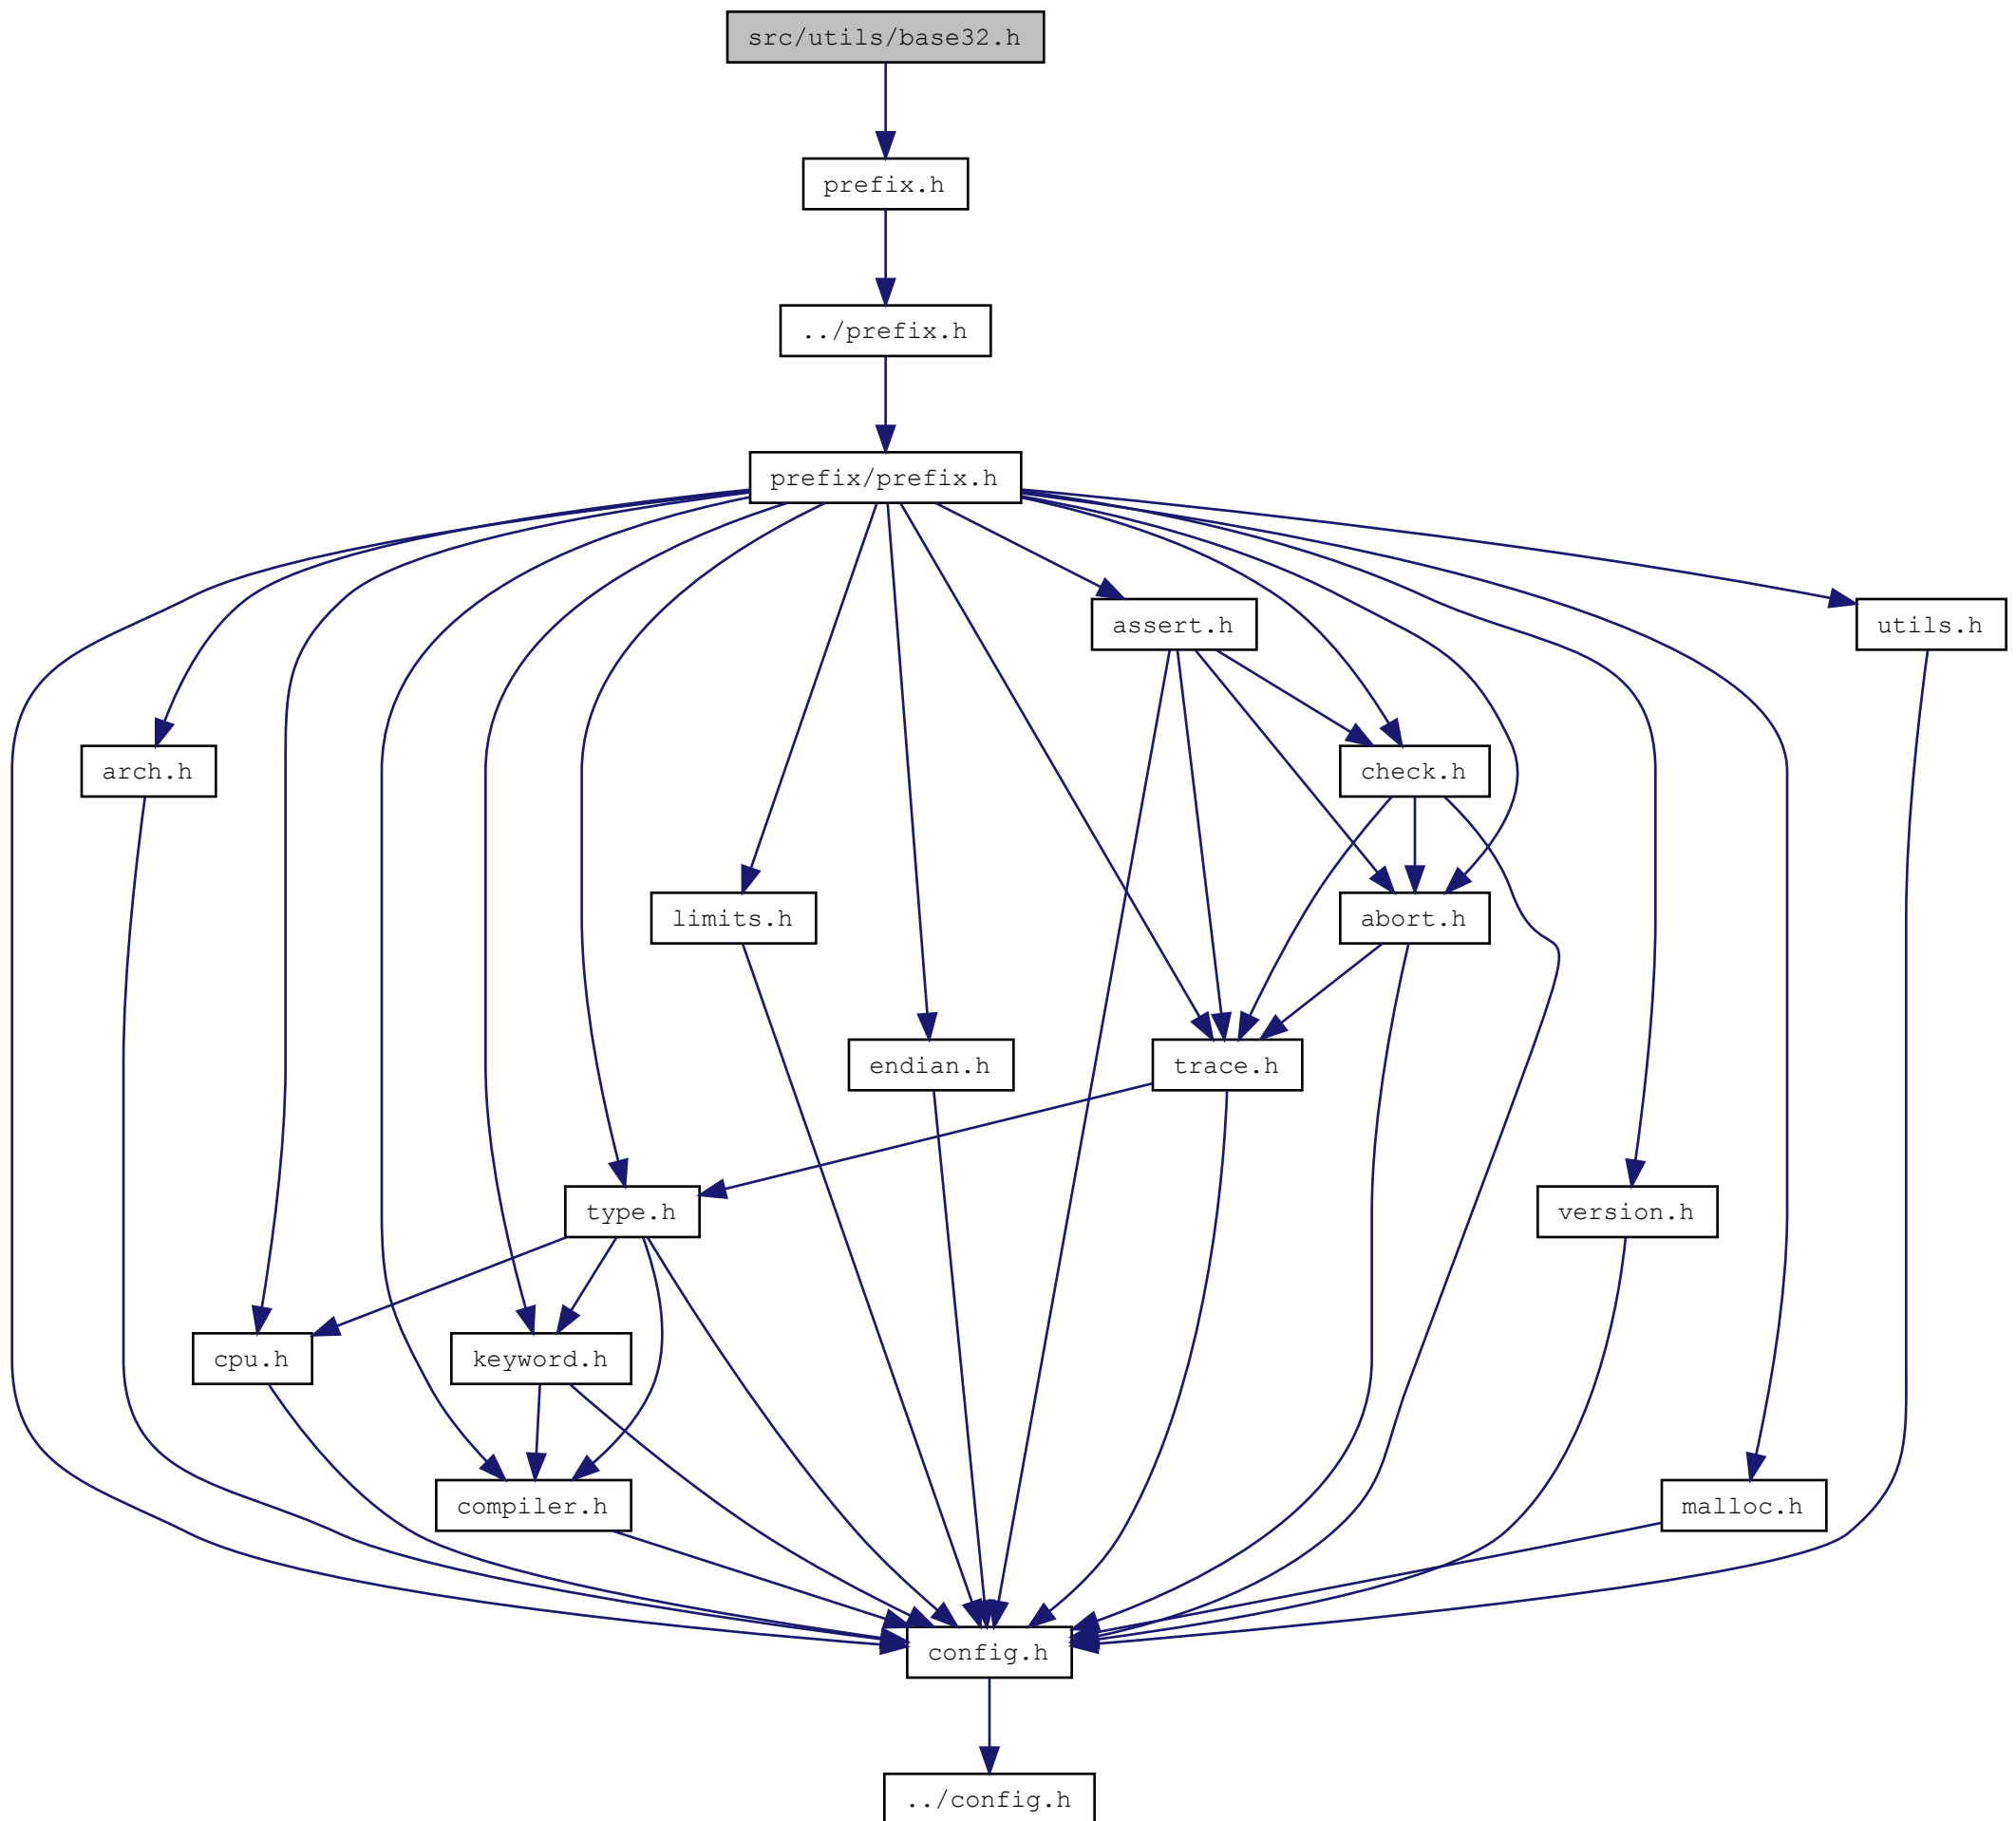 src/utils/base32.h
prefix.h
../prefix.h
prefix/prefix.h
assert.h
utils.h
arch.h
check.h
limits.h
abort.h
endian.h
trace.h
type.h
version.h
cpu.h
keyword.h
compiler.h
malloc.h
config.h
../config.h